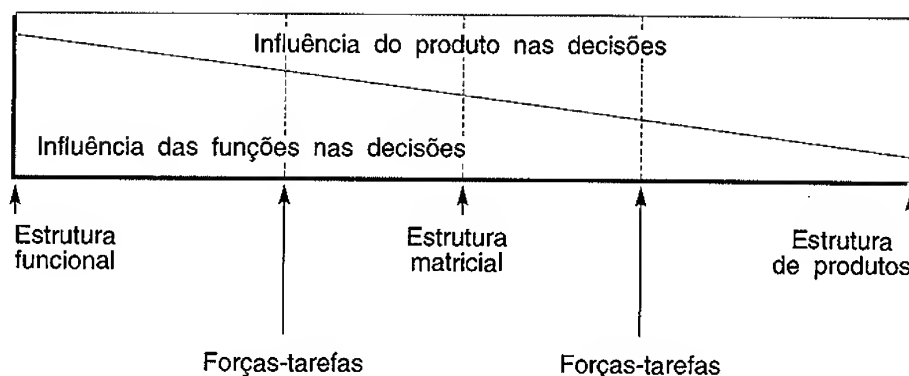 Influência do produto nas decisões
Influência das funções nas decisões
Estrutura
funcional
Estrutura
matricial
Estrutura
de produtos
Forças-tarefas
Forças-tarefas